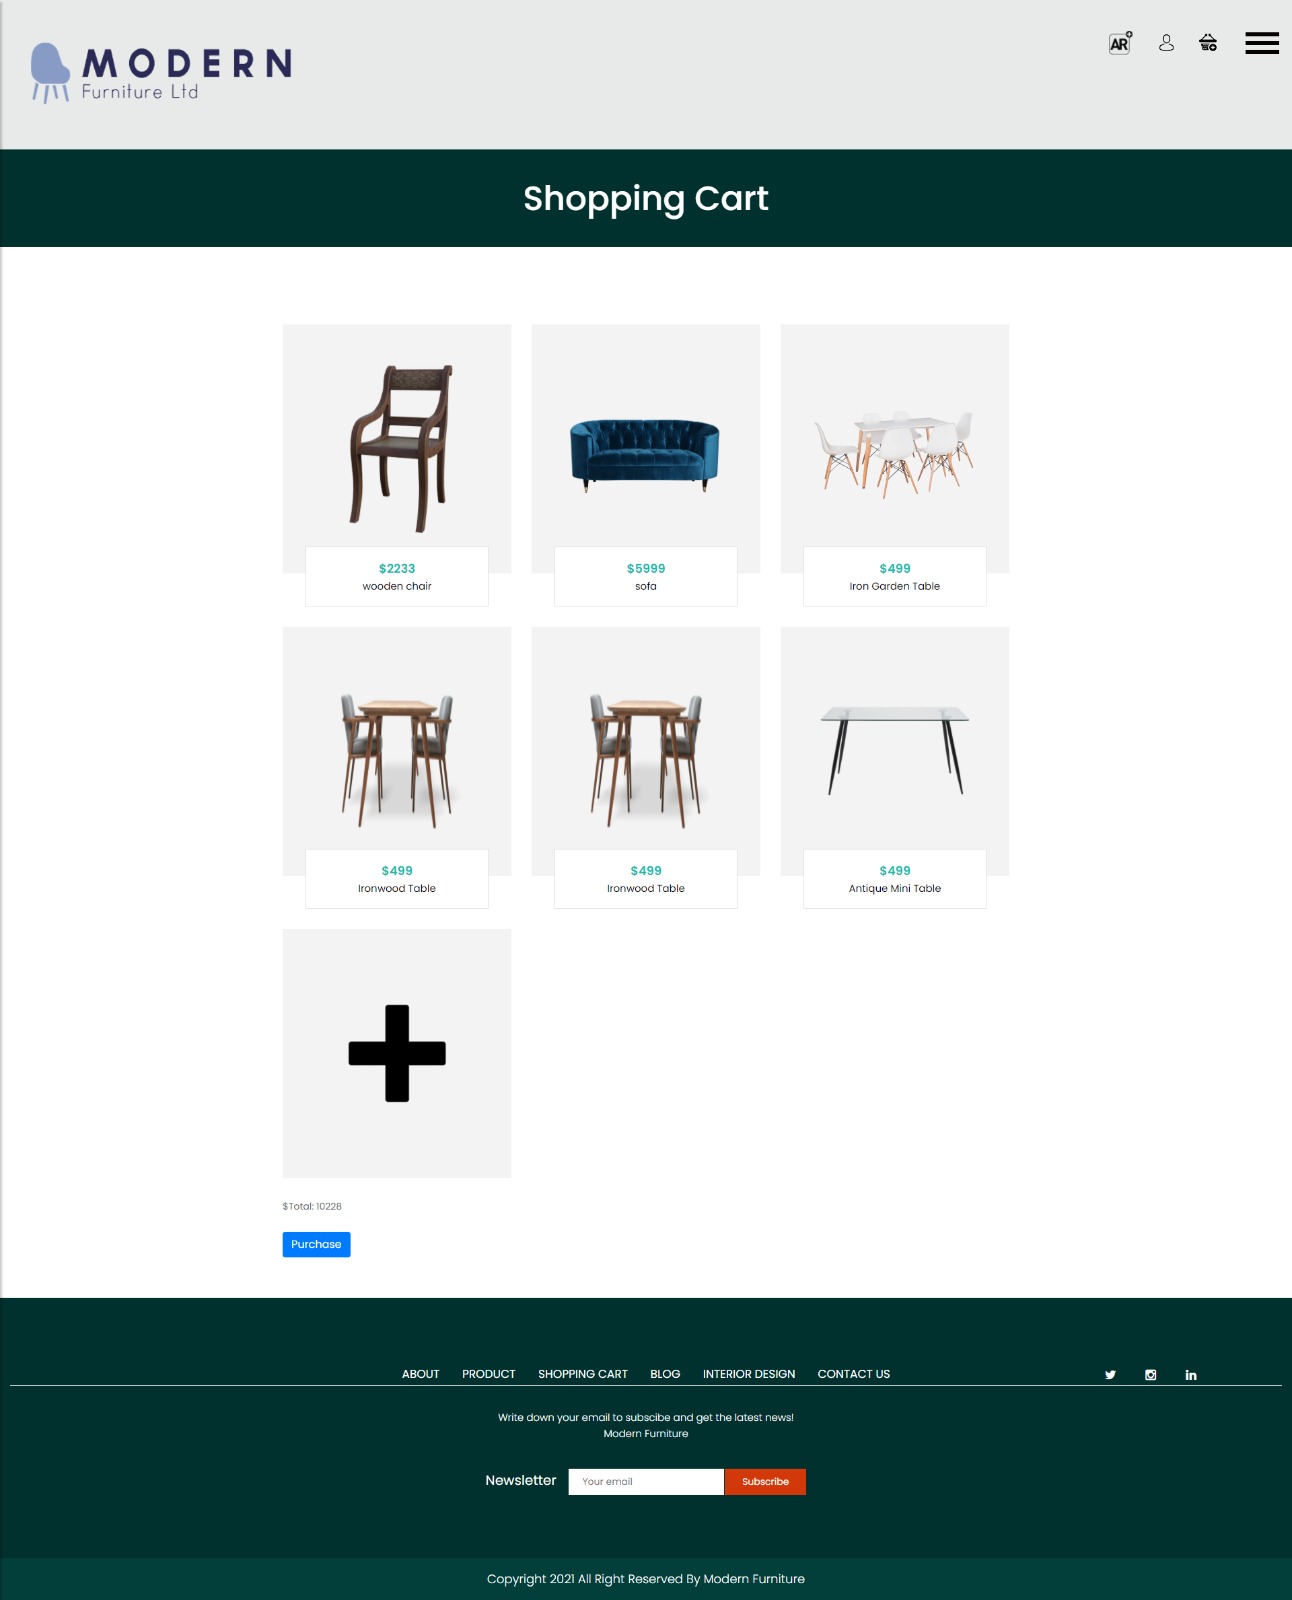 MODERN
Furniture Ltd
AR
Shopping Cart
$2233
wooden chair
$5999
sofa
$499
Iron Garden Table
$499
Ironwood Table
$499
Ironwood Table
$499
Antique Mini Table
$Total: 10228
Purchase
ABOUT PRODUCT SHOPPING CART BLOG INTERIOR DESIGN CONTACT US
Write down your email to subscibe and get the latest news!
Modern Furniture
Newsletter Your email Subscribe
Copyright 2021 All Right Reserved By Modern Furniture